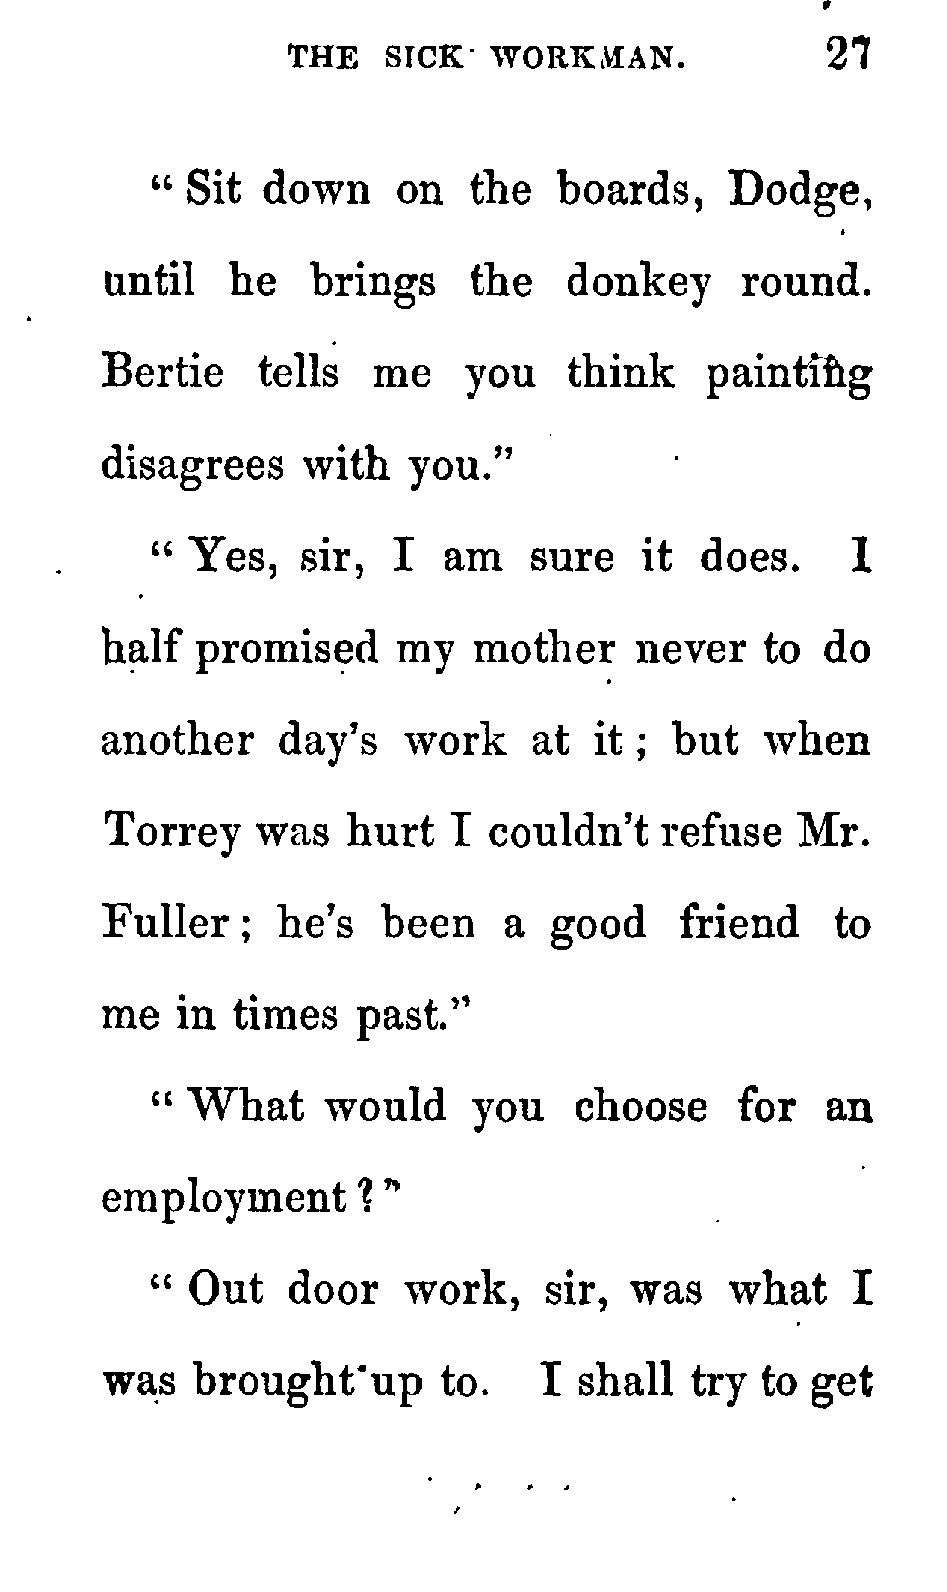 THE SICK WORKMAN. 27
“ Sit down on the boards, Dodge,
until he brings the donkey round.
Bertie tells me you think painting
disagrees with you.”
“ Yes, sir, I am sure it does. I
half promised my mother never to do
another day’s work at it ; but when
Torrey was hurt I couldn’t refuse Mr.
Fuller ; he’s been a good friend to
me in times past.”
“ What would you choose for an
employment ? ”
“ Out door work, sir, was what I
was brought up to. I shall try to get